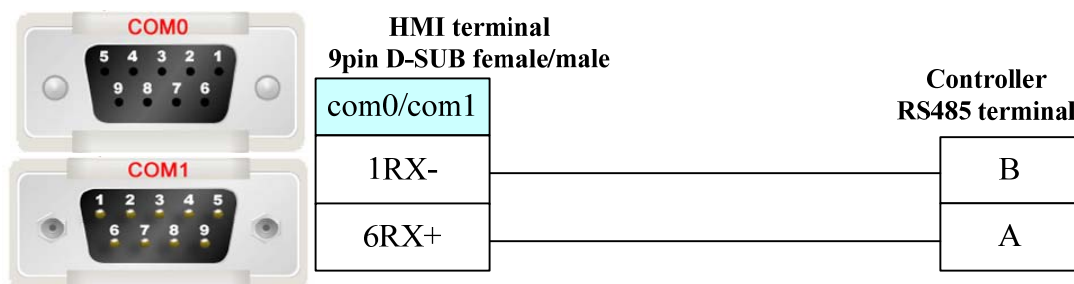 COM0
5 4 3 2 1
9 8 7 6
COM1
1 2 3 4 5
6 7 8 9
HMI terminal
9pin D-SUB female/male
com0/com1
1RX-
6RX+
Controller
RS485 terminal
B
A